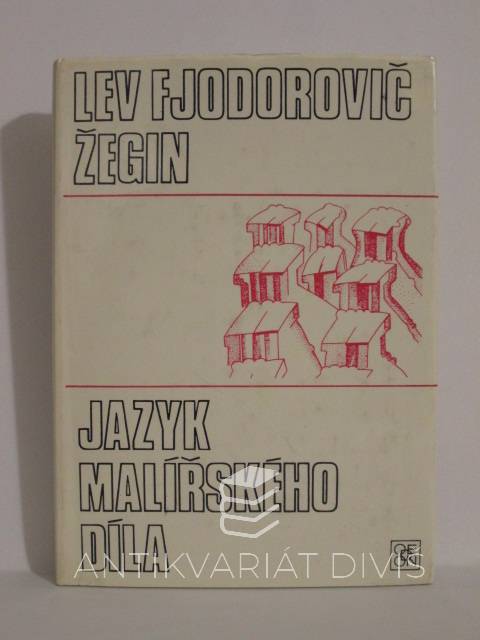 LEV FJODOROVIČ
ŽEGIN
JAZYK
MALÍŘSKÉHO
DÍLA
ANTIKVARIÁT DIVIŠ